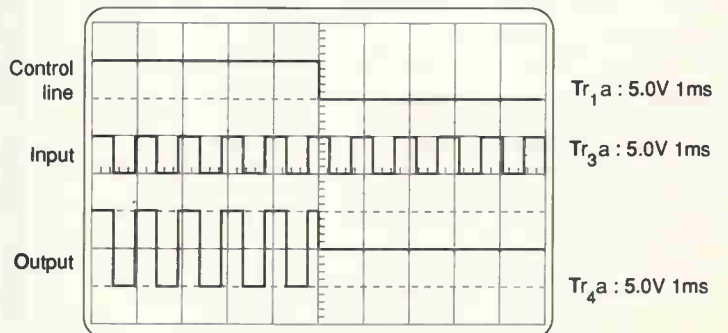 Control
line
Tr₁a : 5.0V 1ms
Input
Tr₃a : 5.0V 1ms
Output
Tr₄a : 5.0V 1ms